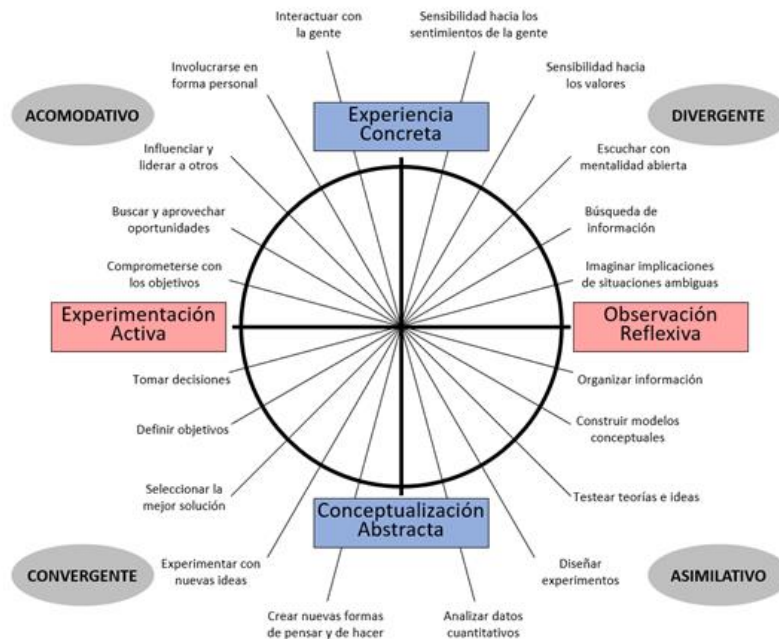 Interactuar con
la gente
Sensibilidad hacia los
sentimientos de la gente
Involucrarse en
forma personal
Sensibilidad hacia
los valores
ACOMODATIVO
Experiencia
Concreta
DIVERGENTE
Influenciar y
liderar a otros
Escuchar con
mentalidad abierta
Buscar y aprovechar
oportunidades
Búsqueda de
información
Comprometerse con
los objetivos
Imaginar implicaciones
de situaciones ambiguas
Experimentación
Activa
Observación
Reflexiva
Tomar decisiones
Organizar información
Definir objetivos
Construir modelos
conceptuales
Seleccionar la
mejor solución
Testear teorías e ideas
Conceptualización
Abstracta
Experimentar con
nuevas ideas
Diseñar
experimentos
CONVERGENTE
ASIMILATIVO
Crear nuevas formas
de pensar y de hacer
Analizar datos
cuantitativos